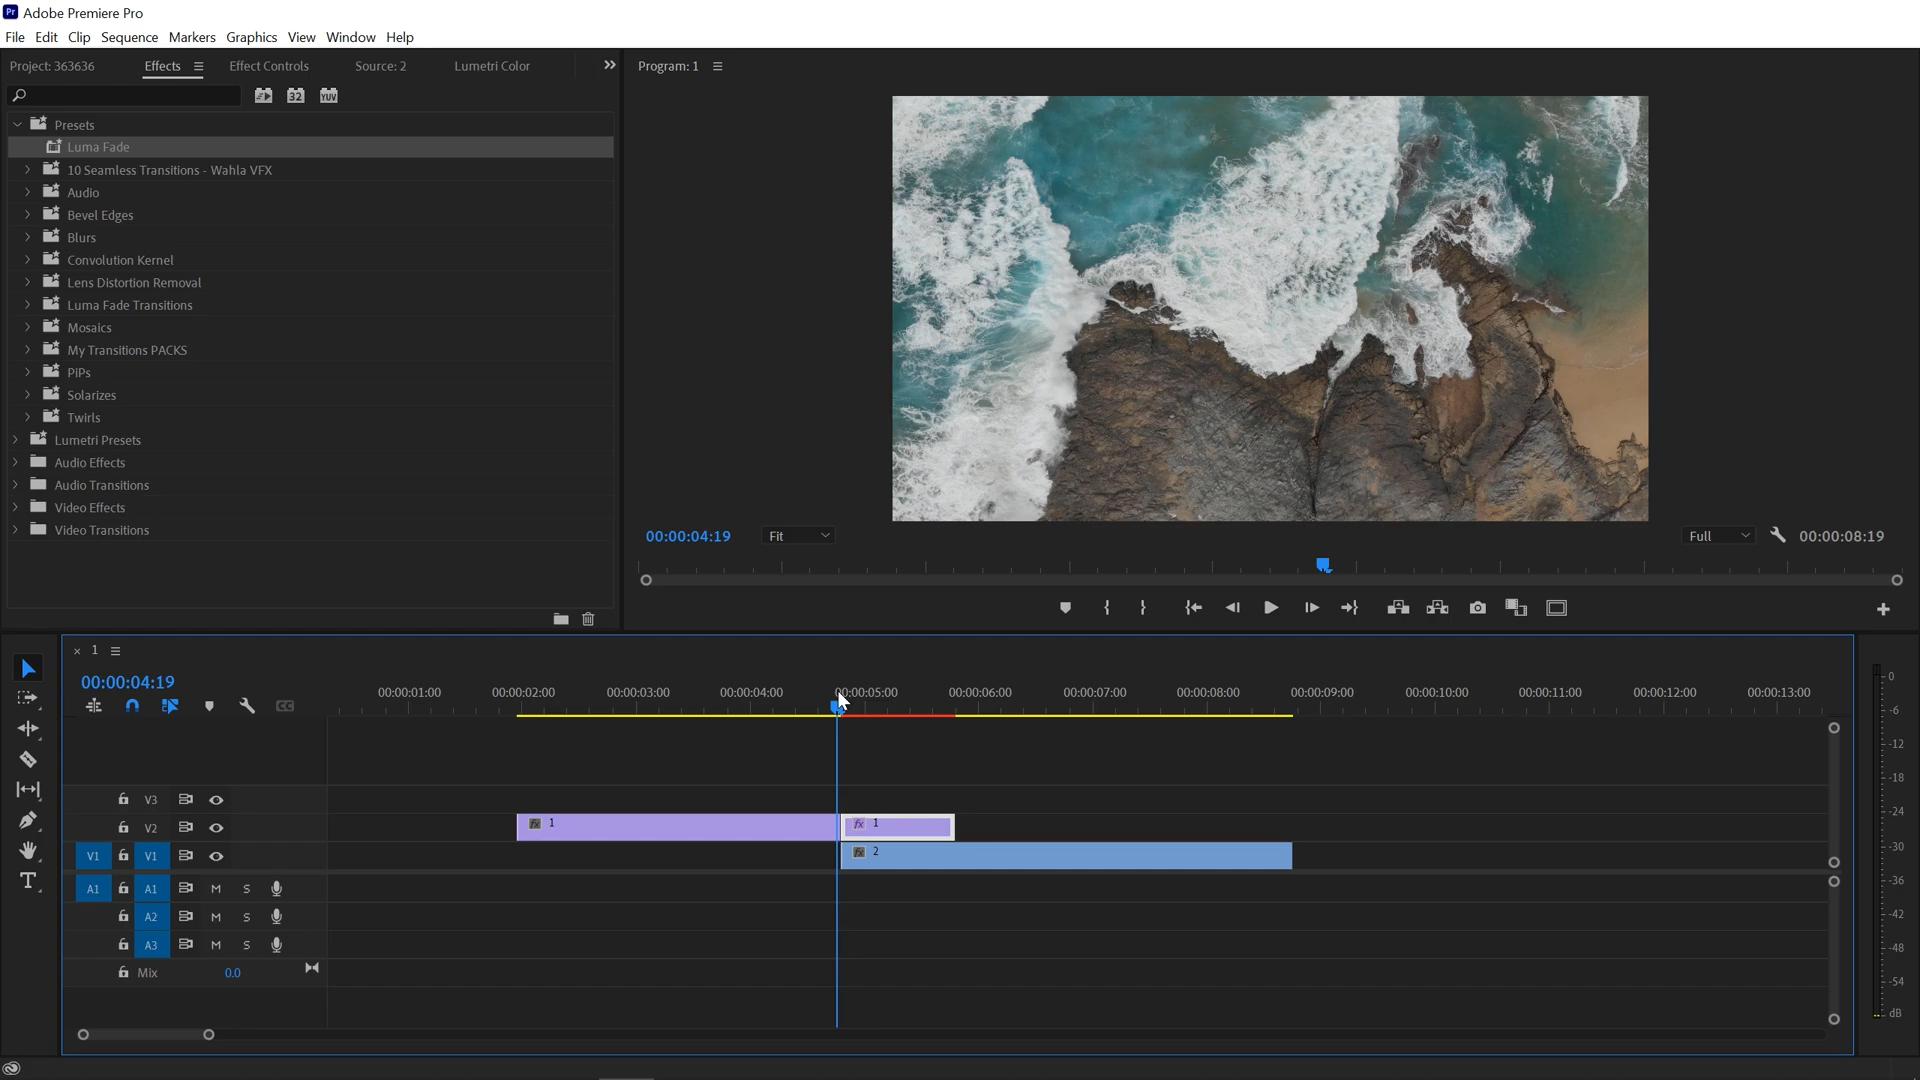 Pr Adobe Premiere Pro
File Edit Clip Sequence Markers Graphics View Window Help
Project: 363636 Effects Effect Controls Source: 2 Lumetri Color
Program: 1
32 YUV
Presets
Luma Fade
10 Seamless Transitions - Wahla VFX
Audio
Bevel Edges
Blurs
Convolution Kernel
Lens Distortion Removal
Luma Fade Transitions
Mosaics
My Transitions PACKS
PiPs
Solarizes
Twirls
Lumetri Presets
Audio Effects
Audio Transitions
Video Effects
Video Transitions
00:00:04:19 Fit Full 00:00:08:19
1
00:00:04:19
00:00:01:00 00:00:02:00 00:00:03:00 00:00:04:00 00:00:05:00 00:00:06:00 00:00:07:00 00:00:08:00 00:00:09:00 00:00:10:00 00:00:11:00 00:00:12:00 00:00:13:00
CC
V3
V2 fx 1 fx 1
V1 V1 fx 2
A1 A1 M S
A2 M S
A3 M S
Mix 0.0
T
0
-6
-12
-18
-24
-30
-36
-42
-48
-54
dB